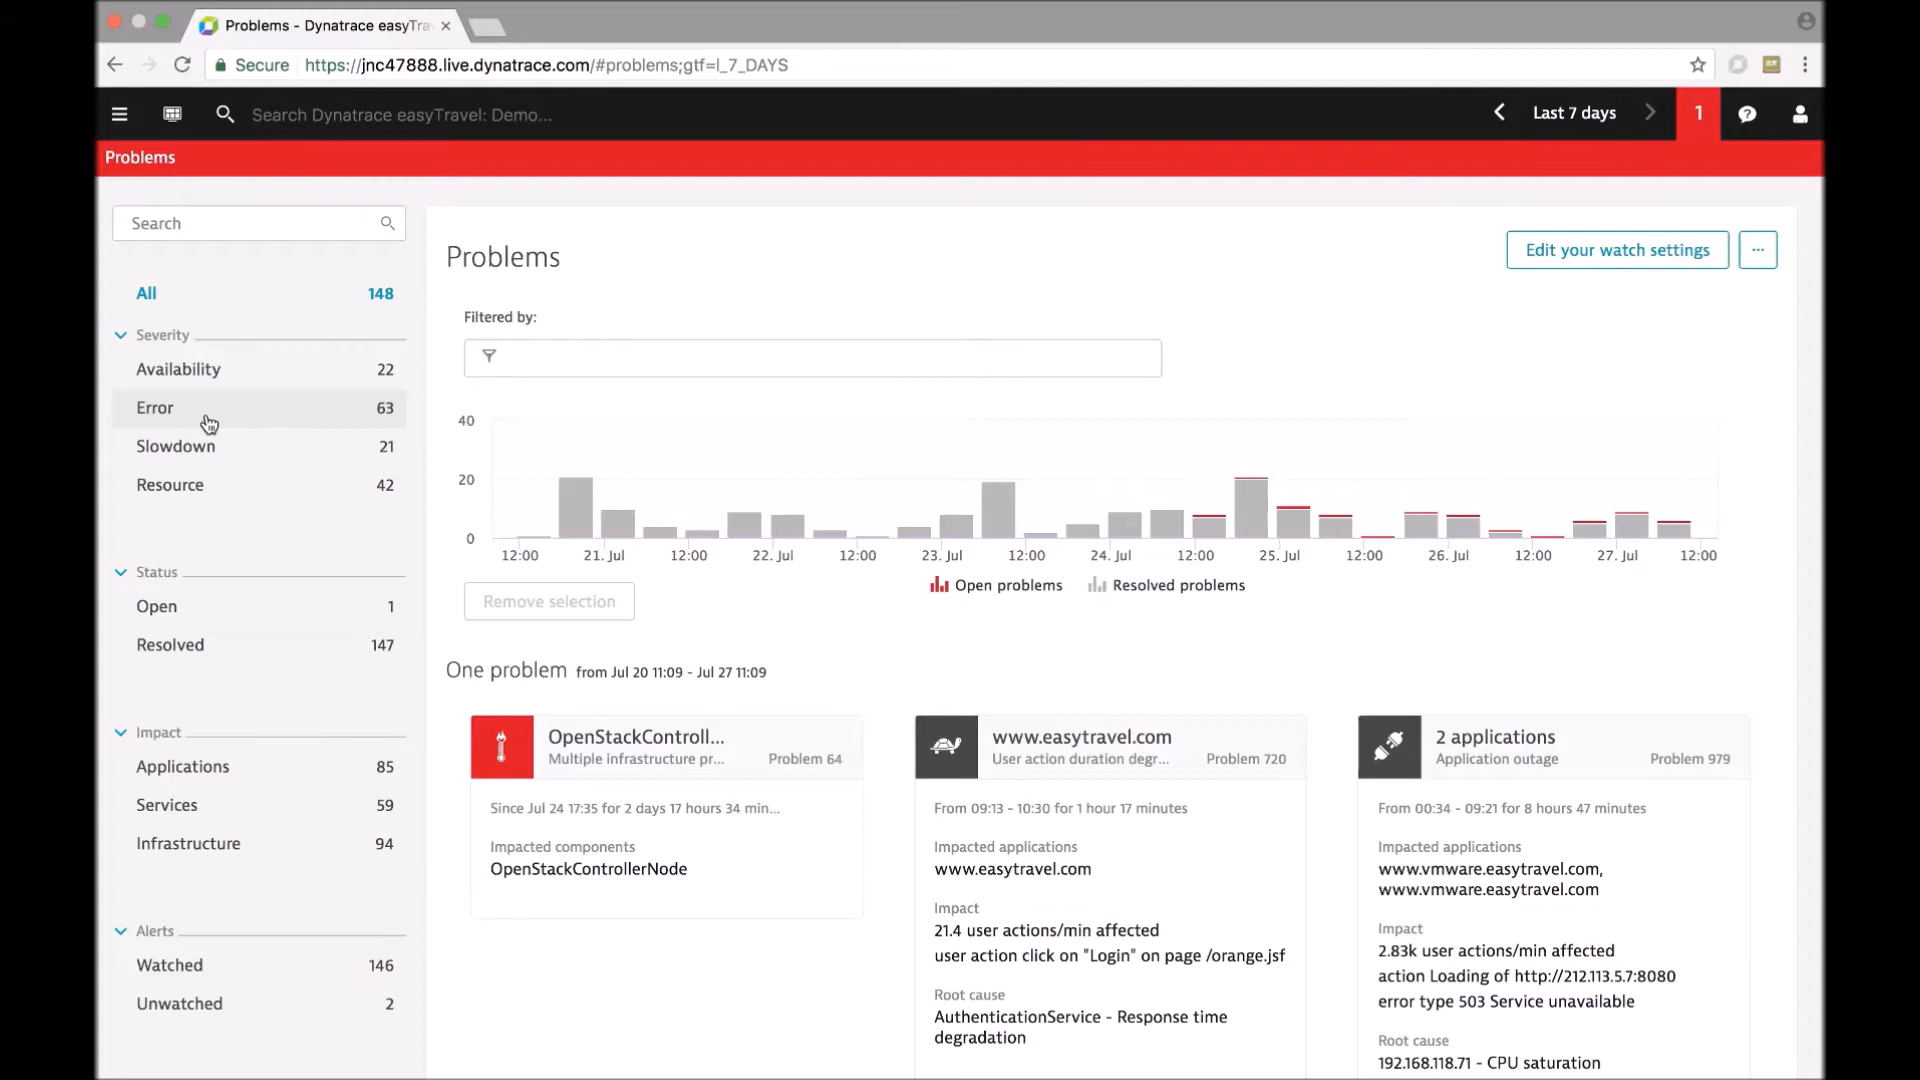 Problems - Dynatrace easyTra
Secure https://jnc47888.live.dynatrace.com/#problems;gtf=l_7_DAYS
Search Dynatrace easyTravel: Demo...
Last 7 days
1
Problems
Search
All 148
Severity
Availability 22
Error 63
Slowdown 21
Resource 42
Status
Open 1
Resolved 147
Impact
Applications 85
Services 59
Infrastructure 94
Alerts
Watched 146
Unwatched 2
Problems
Edit your watch settings
...
Filtered by:
40
20
0
12:00 21. Jul 12:00 22. Jul 12:00 23. Jul 12:00 24. Jul 12:00 25. Jul 12:00 26. Jul 12:00 27. Jul 12:00
Open problems Resolved problems
Remove selection
One problem from Jul 20 11:09 - Jul 27 11:09
OpenStackControll...
Multiple infrastructure pr... Problem 64
Since Jul 24 17:35 for 2 days 17 hours 34 min...
Impacted components
OpenStackControllerNode
www.easytravel.com
User action duration degr... Problem 720
From 09:13 - 10:30 for 1 hour 17 minutes
Impacted applications
www.easytravel.com
Impact
21.4 user actions/min affected
user action click on "Login" on page /orange.jsf
Root cause
AuthenticationService - Response time
degradation
2 applications
Application outage Problem 979
From 00:34 - 09:21 for 8 hours 47 minutes
Impacted applications
www.vmware.easytravel.com,
www.vmware.easytravel.com
Impact
2.83k user actions/min affected
action Loading of http://212.113.5.7:8080
error type 503 Service unavailable
Root cause
192.168.118.71 - CPU saturation